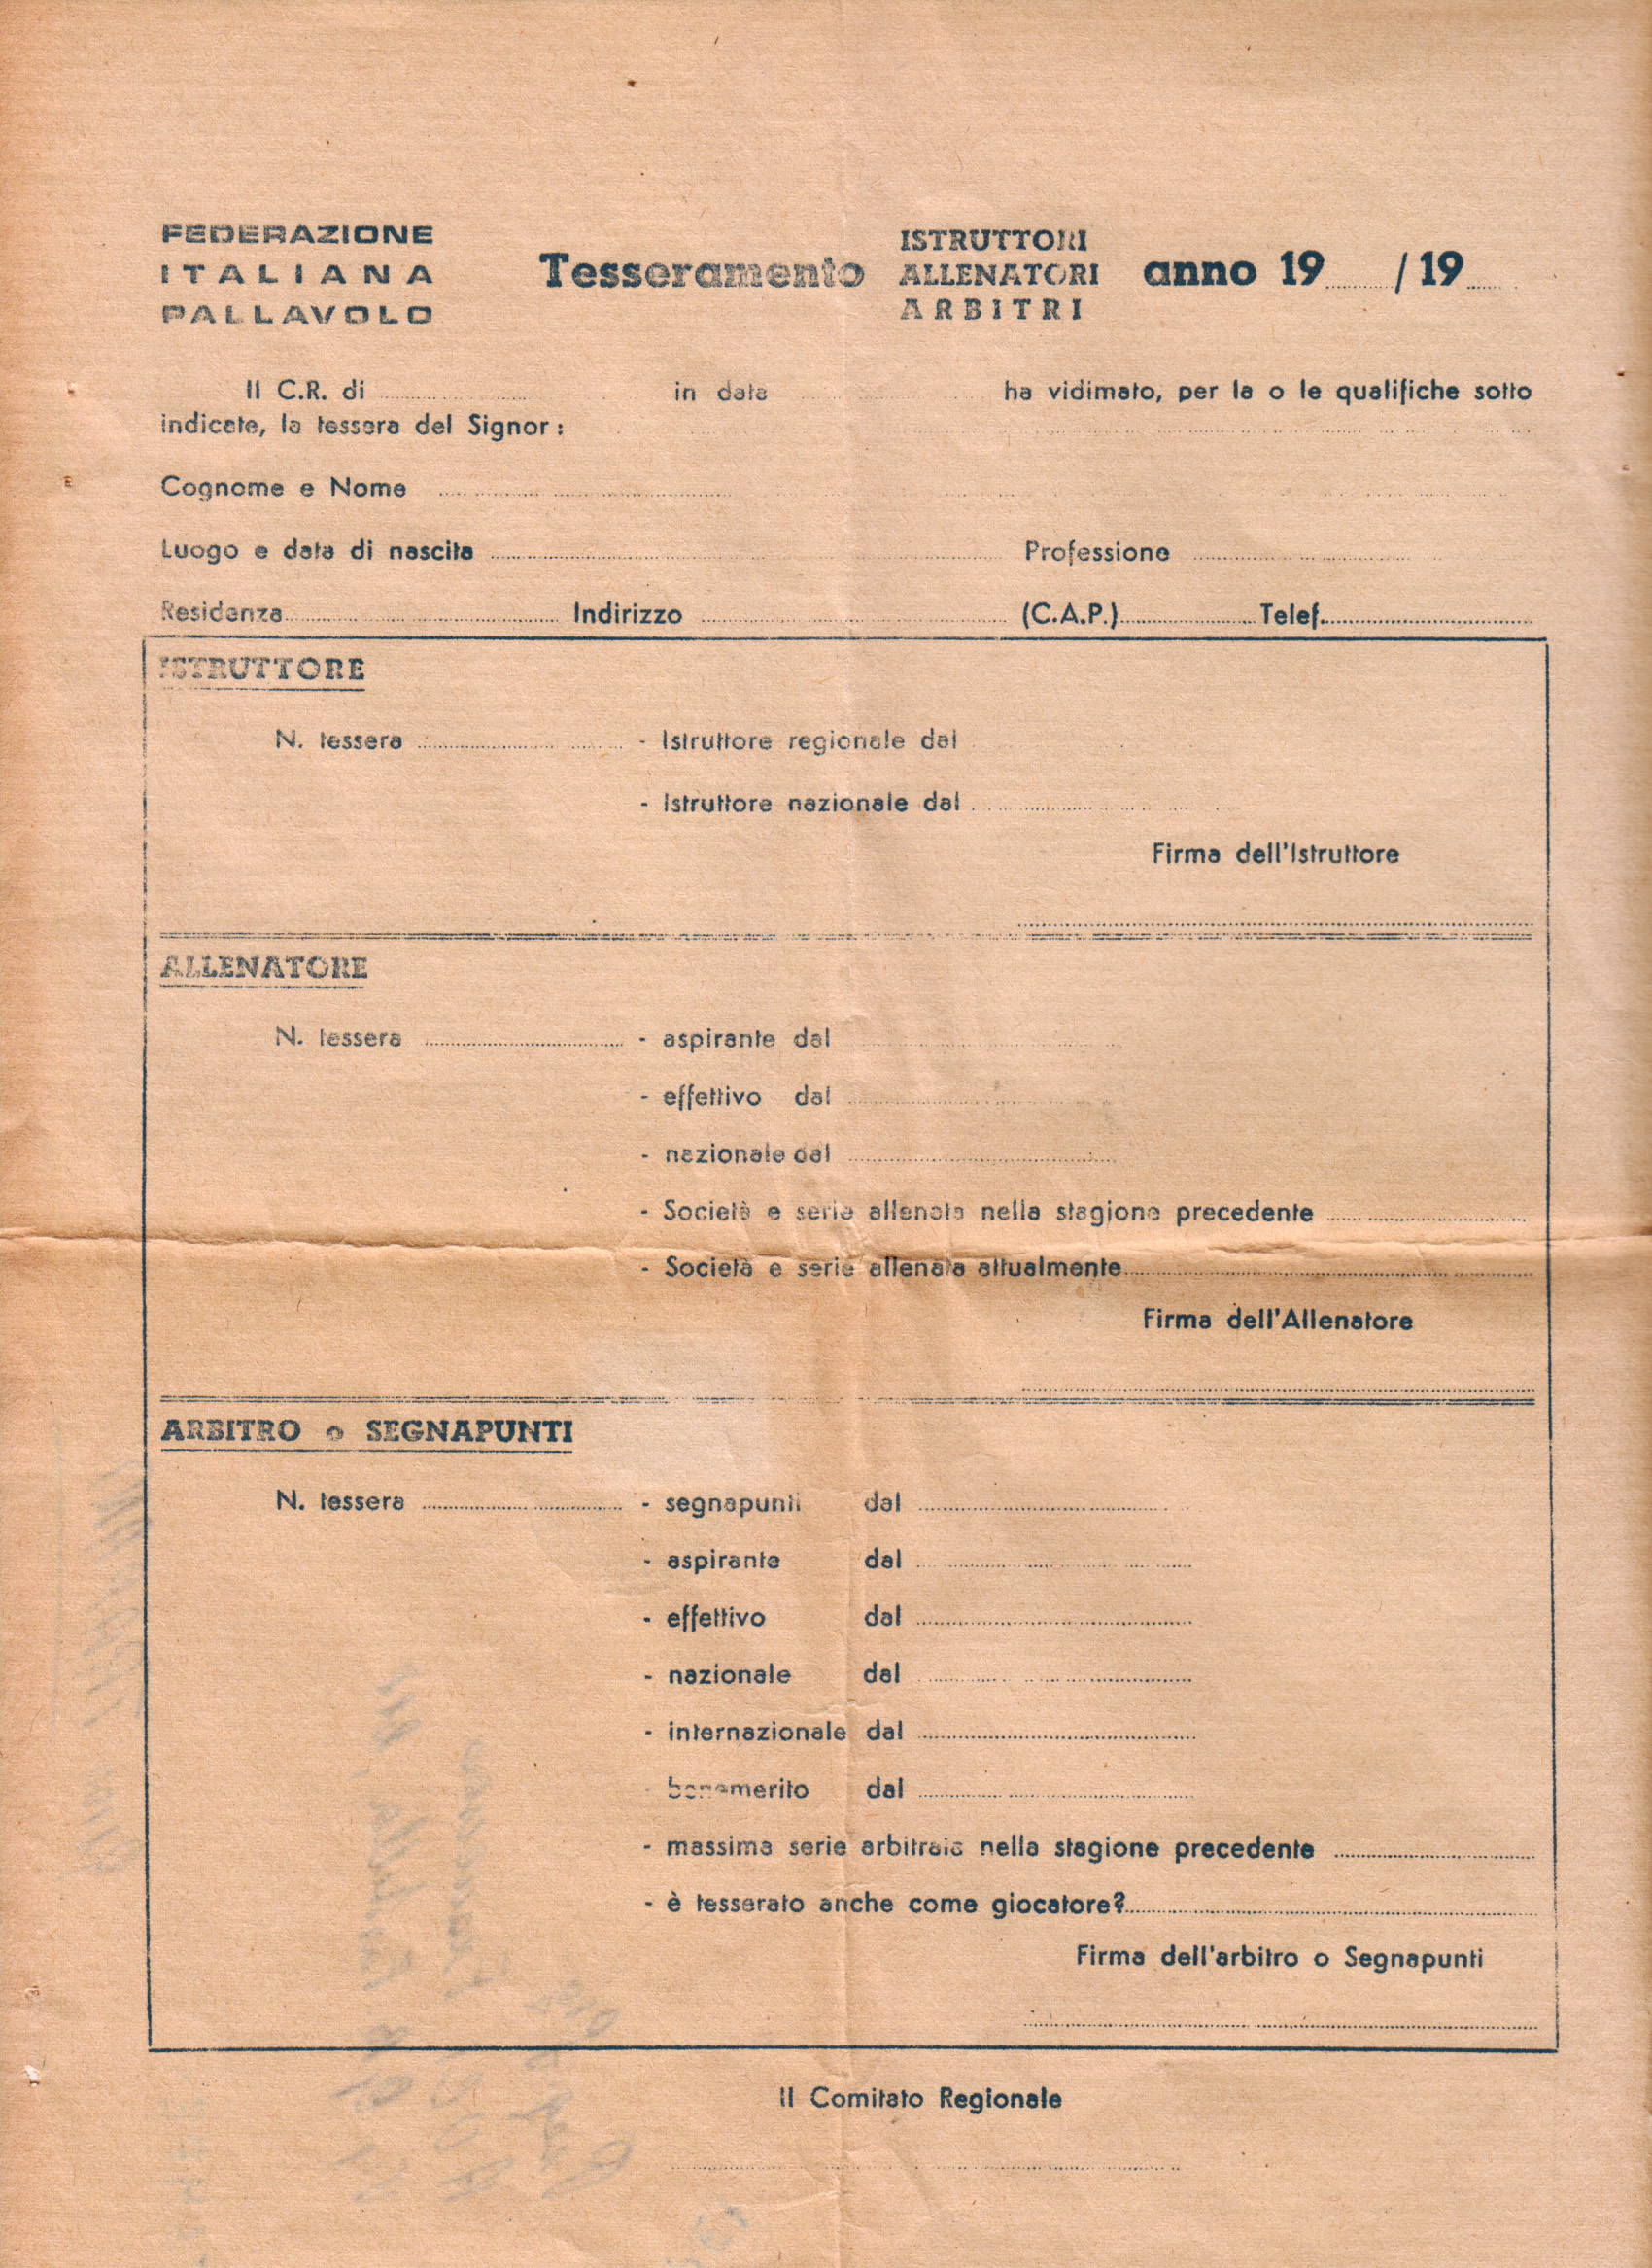 FEDERAZIONE
ITALIANA
PALLAVOLO
Tesseramento
ISTRUTTORI
ALLENATORI
ARBITRI
anno 19........ / 19......
Il C.R. di .............................. in data .............................. ha vidimato, per la o le qualifiche sotto
indicate, la tessera del Signor: ..............................
Cognome e Nome ..............................
Luogo e data di nascita .............................. Professione ..............................
Residenza.............................. Indirizzo .............................. (C.A.P.)...................... Telef..............................
ISTRUTTORE
N. tessera .............................. - Istruttore regionale dal
- Istruttore nazionale dal ..............................
Firma dell'Istruttore
ALLENATORE
N. tessera .............................. - aspirante dal ..............................
- effettivo dal ..............................
- nazionale dal ..............................
- Società e serie allenata nella stagione precedente ..............................
- Società e serie allenata attualmente..............................
Firma dell'Allenatore
ARBITRO o SEGNAPUNTI
N. tessera .............................. - segnapunti dal ..............................
- aspirante dal ..............................
- effettivo dal ..............................
- nazionale dal ..............................
- internazionale dal ..............................
- benemerito dal ..............................
- massima serie arbitrata nella stagione precedente ..............................
- è tesserato anche come giocatore?..............................
Firma dell'arbitro o Segnapunti
Il Comitato Regionale